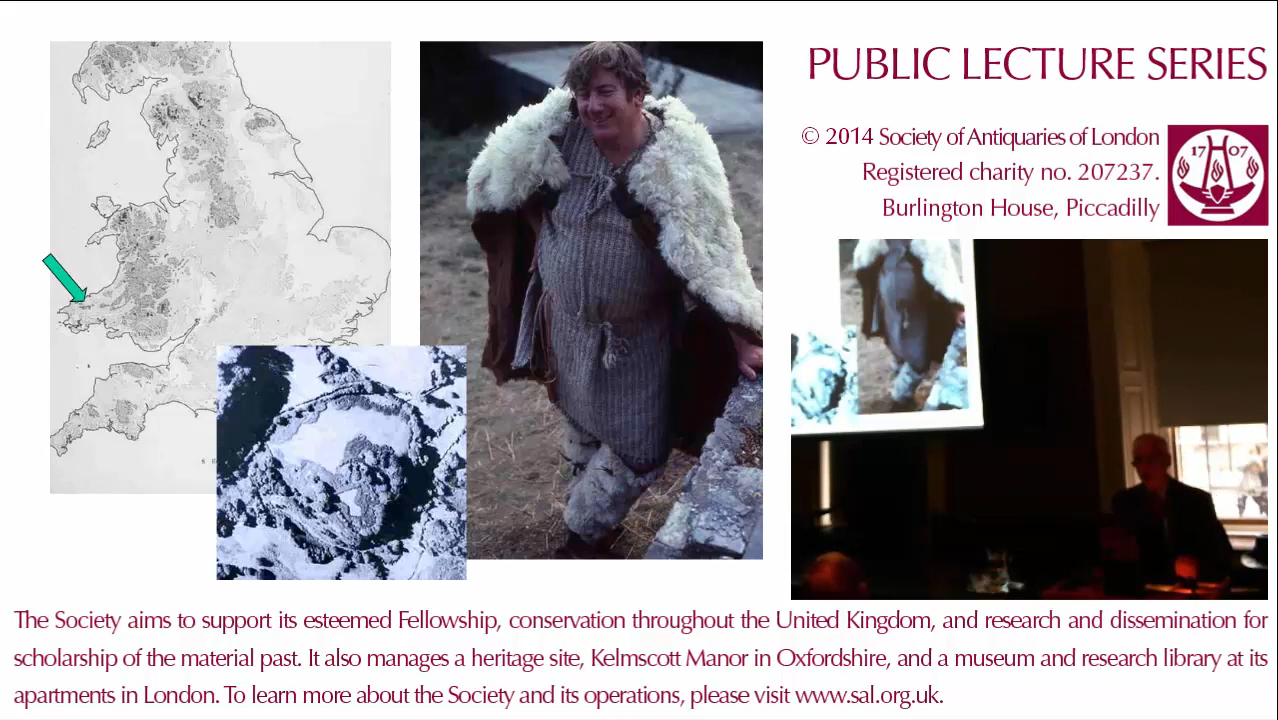 PUBLIC LECTURE SERIES
© 2014 Society of Antiquaries of London
Registered charity no. 207237.
Burlington House, Piccadilly
17 07
The Society aims to support its esteemed Fellowship, conservation throughout the United Kingdom, and research and dissemination for
scholarship of the material past. It also manages a heritage site, Kelmscott Manor in Oxfordshire, and a museum and research library at its
apartments in London. To learn more about the Society and its operations, please visit www.sal.org.uk.